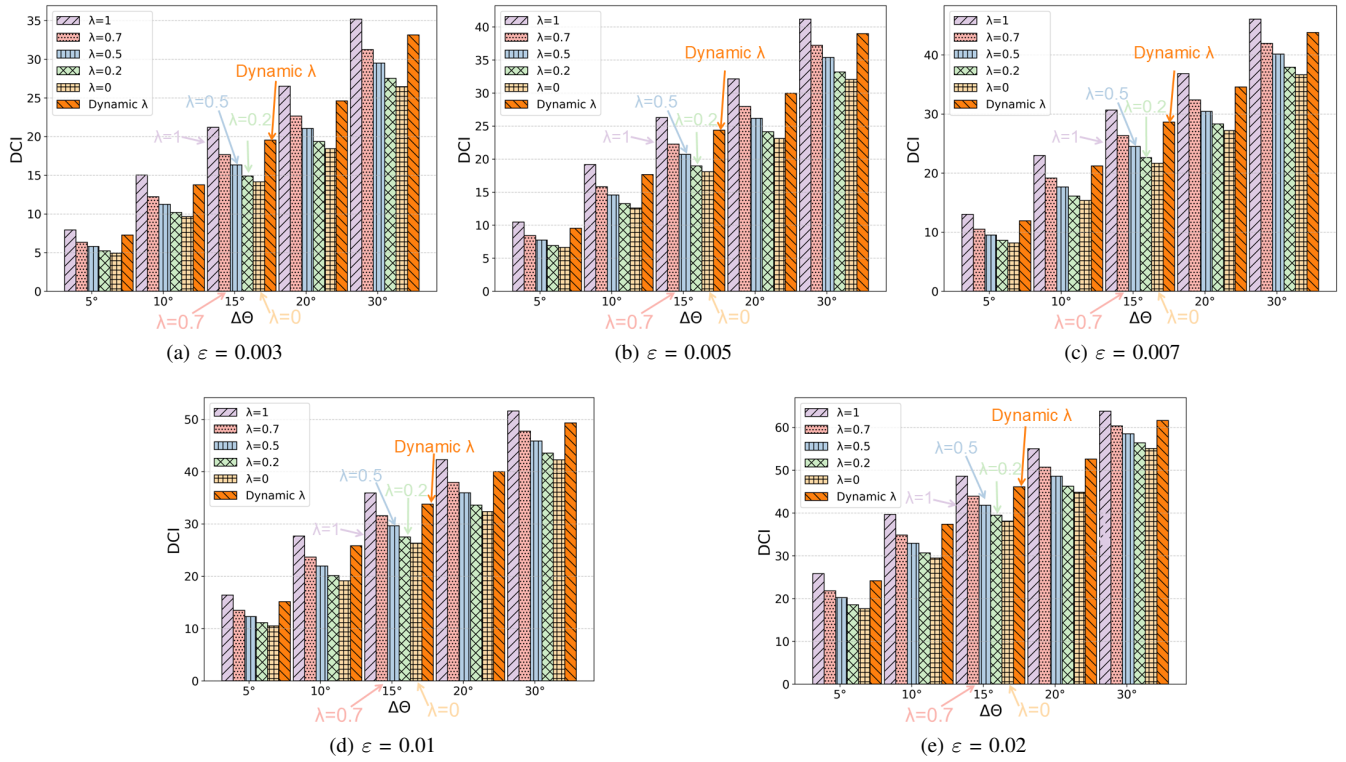 35
30
25
20
15
10
5
0
DCI
λ=1
λ=0.7
λ=0.5
λ=0.2
λ=0
Dynamic λ
Dynamic λ
λ=0.5
λ=0.2
λ=1
5° 10° 15° 20° 30°
λ=0.7 ΔΘ λ=0
(a) ε = 0.003
40
35
30
25
20
15
10
5
0
DCI
λ=1
λ=0.7
λ=0.5
λ=0.2
λ=0
Dynamic λ
Dynamic λ
λ=0.5
λ=0.2
λ=1
5° 10° 15° 20° 30°
λ=0.7 ΔΘ λ=0
(b) ε = 0.005
40
30
20
10
0
DCI
λ=1
λ=0.7
λ=0.5
λ=0.2
λ=0
Dynamic λ
Dynamic λ
λ=0.5
λ=0.2
λ=1
5° 10° 15° 20° 30°
λ=0.7 ΔΘ λ=0
(c) ε = 0.007
50
40
30
20
10
0
DCI
λ=1
λ=0.7
λ=0.5
λ=0.2
λ=0
Dynamic λ
Dynamic λ
λ=0.5
λ=0.2
λ=1
5° 10° 15° 20° 30°
λ=0.7 ΔΘ λ=0
(d) ε = 0.01
60
50
40
30
20
10
0
DCI
λ=1
λ=0.7
λ=0.5
λ=0.2
λ=0
Dynamic λ
Dynamic λ
λ=0.5
λ=0.2
λ=1
5° 10° 15° 20° 30°
λ=0.7 ΔΘ λ=0
(e) ε = 0.02